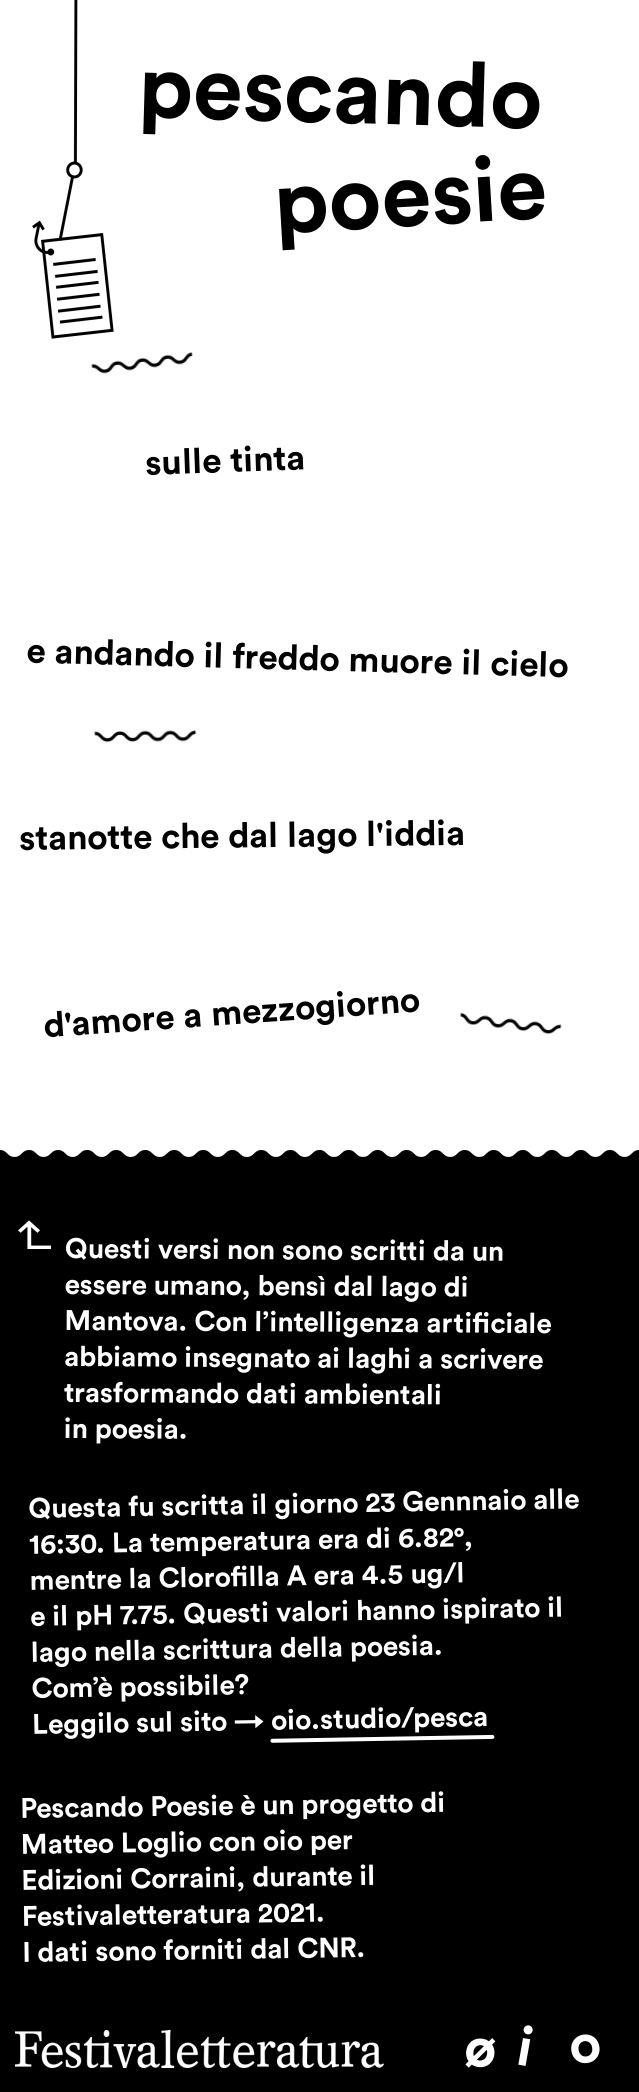 pescando
poesie
sulle tinta
e andando il freddo muore il cielo
stanotte che dal lago l'iddia
d'amore a mezzogiorno
Questi versi non sono scritti da un
essere umano, bensì dal lago di
Mantova. Con l’intelligenza artificiale
abbiamo insegnato ai laghi a scrivere
trasformando dati ambientali
in poesia.
Questa fu scritta il giorno 23 Gennnaio alle
16:30. La temperatura era di 6.82°,
mentre la Clorofilla A era 4.5 ug/l
e il pH 7.75. Questi valori hanno ispirato il
lago nella scrittura della poesia.
Com’è possibile?
Leggilo sul sito → oio.studio/pesca
Pescando Poesie è un progetto di
Matteo Loglio con oio per
Edizioni Corraini, durante il
Festivaletteratura 2021.
I dati sono forniti dal CNR.
Festivaletteratura ø i o